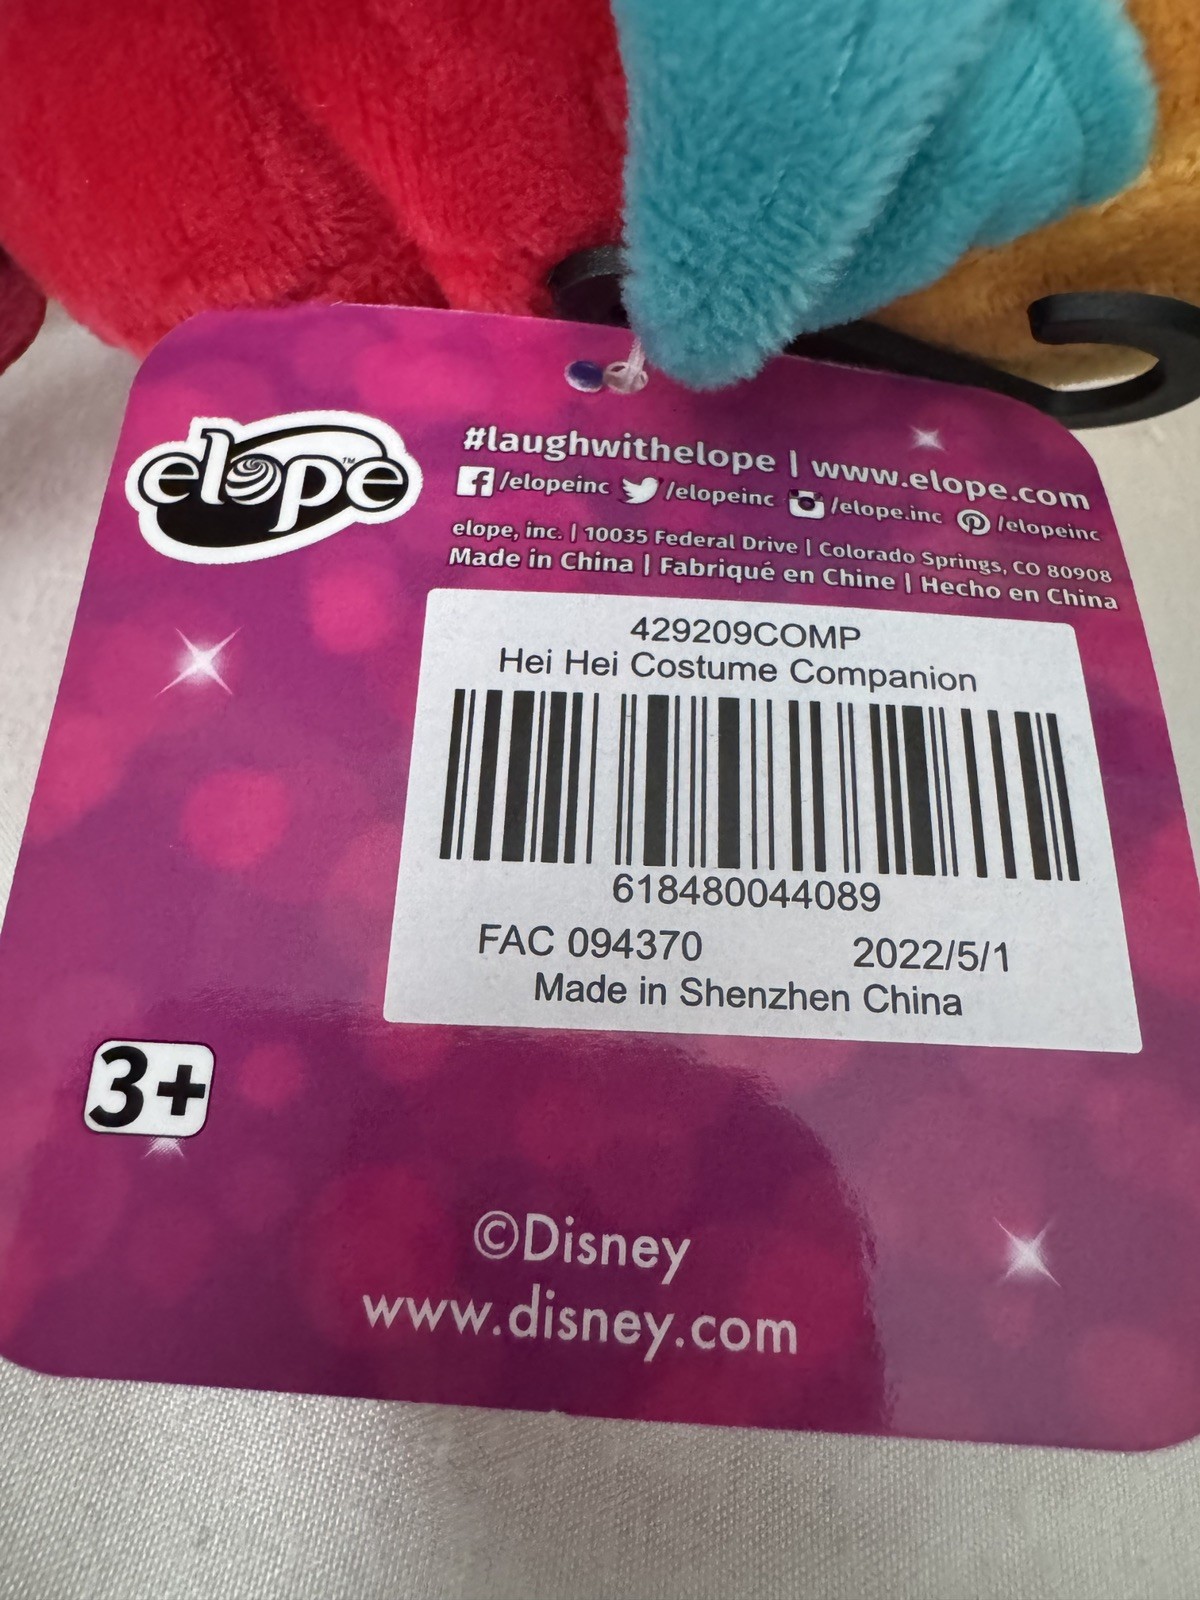 elope™
#laughwithelope | www.elope.com
/elopeinc /elopeinc /elope.inc /elopeinc
elope, inc. | 10035 Federal Drive | Colorado Springs, CO 80908
Made in China | Fabriqué en Chine | Hecho en China
429209COMP
Hei Hei Costume Companion
618480044089
FAC 094370 2022/5/1
Made in Shenzhen China
3+
©Disney
www.disney.com